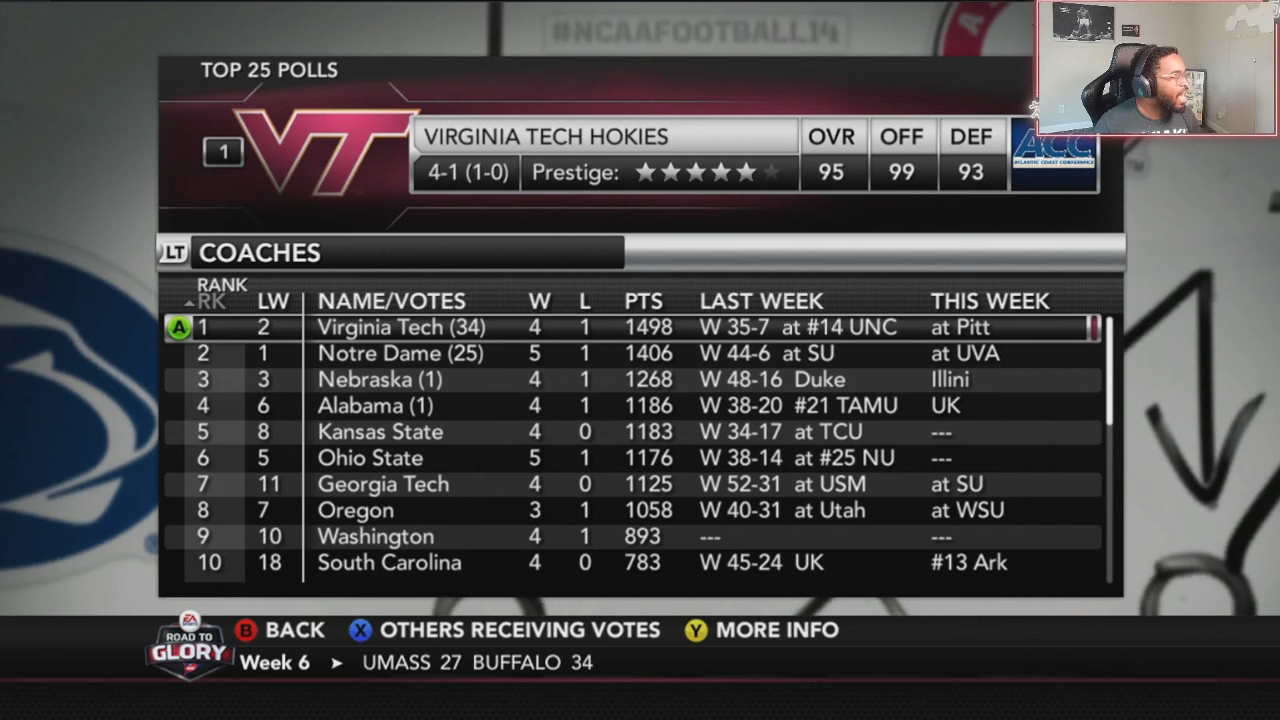 #NCAAFOOTBALL14
TOP 25 POLLS
1 VT VIRGINIA TECH HOKIES OVR OFF DEF ACC
ATLANTIC COAST CONFERENCE
4-1 (1-0) Prestige: 95 99 93
LT COACHES
RANK
RK LW NAME/VOTES W L PTS LAST WEEK THIS WEEK
A 1 2 Virginia Tech (34) 4 1 1498 W 35-7 at #14 UNC at Pitt
2 1 Notre Dame (25) 5 1 1406 W 44-6 at SU at UVA
3 3 Nebraska (1) 4 1 1268 W 48-16 Duke Illini
4 6 Alabama (1) 4 1 1186 W 38-20 #21 TAMU UK
5 8 Kansas State 4 0 1183 W 34-17 at TCU ---
6 5 Ohio State 5 1 1176 W 38-14 at #25 NU ---
7 11 Georgia Tech 4 0 1125 W 52-31 at USM at SU
8 7 Oregon 3 1 1058 W 40-31 at Utah at WSU
9 10 Washington 4 1 893 --- ---
10 18 South Carolina 4 0 783 W 45-24 UK #13 Ark
B BACK X OTHERS RECEIVING VOTES Y MORE INFO
EA SPORTS
ROAD TO
GLORY
Week 6 UMASS 27 BUFFALO 34